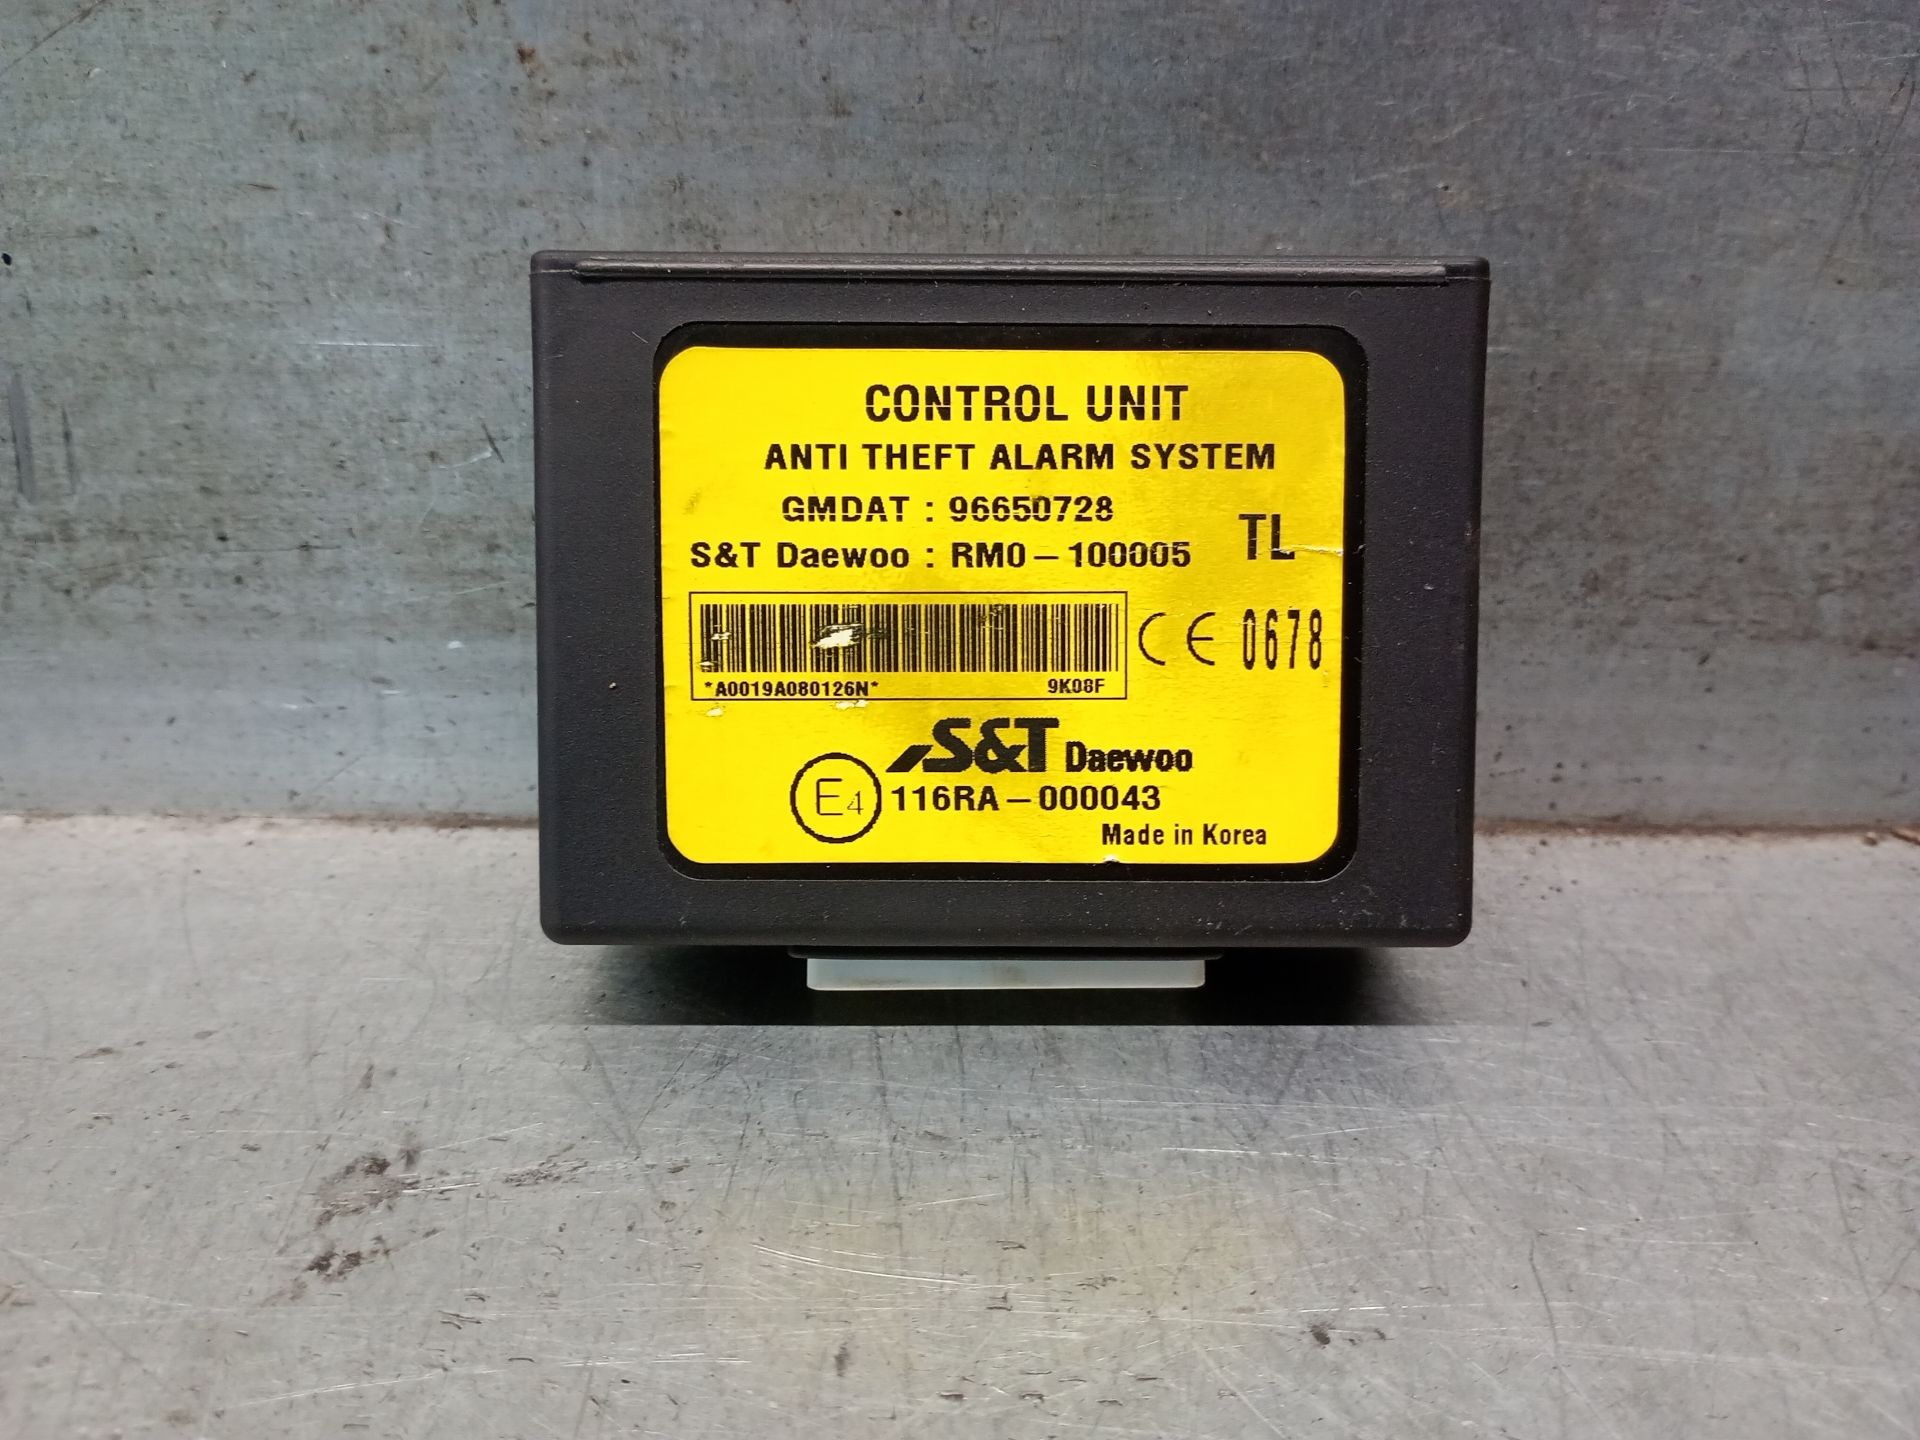 CONTROL UNIT
ANTI THEFT ALARM SYSTEM
GMDAT : 96650728
S&T Daewoo : RM0-100005 TL
*A0019A080126N* 9K08F
CE 0678
S&T Daewoo
E4 116RA-000043
Made in Korea